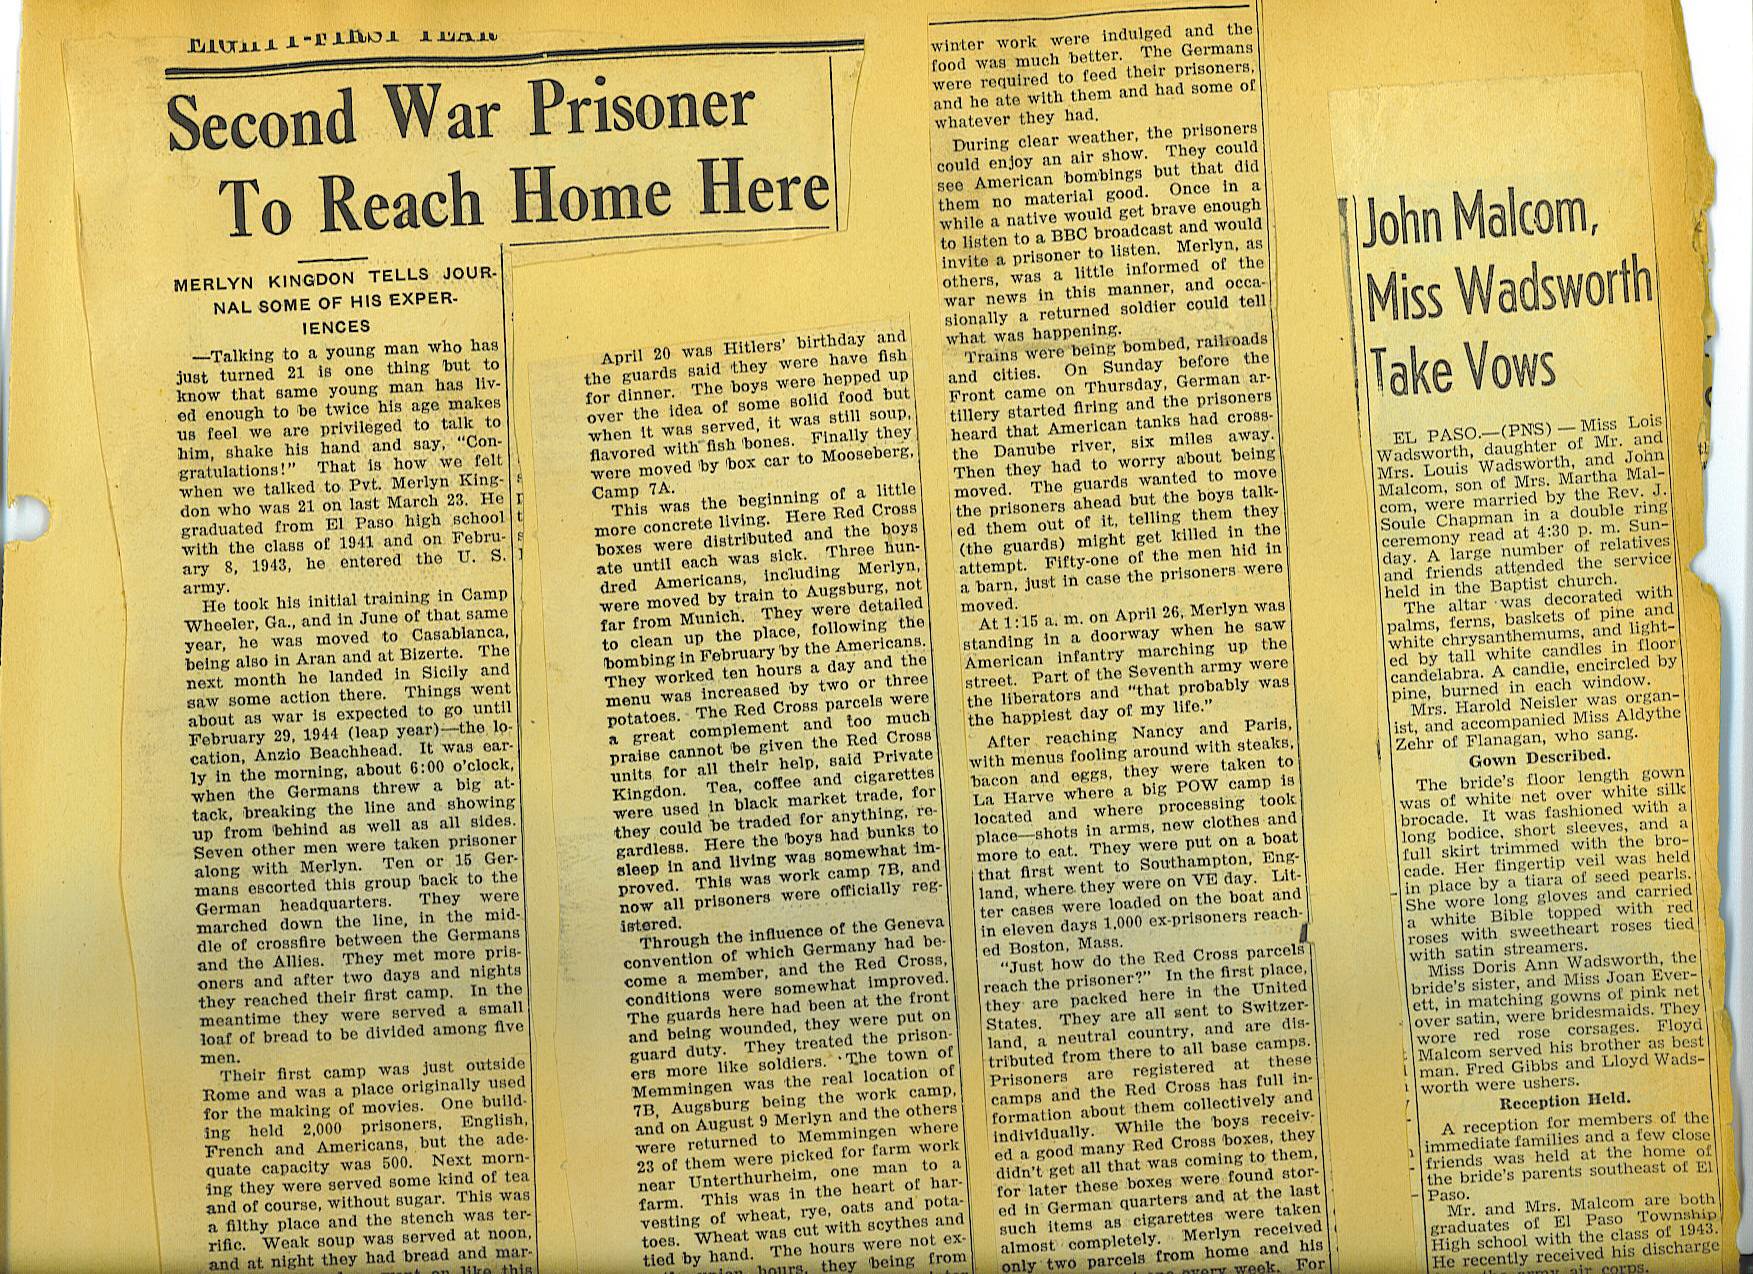 EIGHTY-FIRST YEAR
Second War Prisoner
To Reach Home Here
MERLYN KINGDON TELLS JOUR-
NAL SOME OF HIS EXPER-
IENCES
—Talking to a young man who has
just turned 21 is one thing but to
know that same young man has liv-
ed enough to be twice his age makes
us feel we are privileged to talk to
him, shake his hand and say, "Con-
gratulations!" That is how we felt
when we talked to Pvt. Merlyn King-
don who was 21 on last March 23. He
graduated from El Paso high school
with the class of 1941 and on Febru-
ary 8, 1943, he entered the U. S.
army.
He took his initial training in Camp
Wheeler, Ga., and in June of that same
year, he was moved to Casablanca,
being also in Aran and at Bizerte. The
next month he landed in Sicily and
saw some action there. Things went
about as war is expected to go until
February 29, 1944 (leap year)—the lo-
cation, Anzio Beachhead. It was ear-
ly in the morning, about 6:00 o'clock,
when the Germans threw a big at-
tack, breaking the line and showing
up from behind as well as all sides.
Seven other men were taken prisoner
along with Merlyn. Ten or 15 Ger-
mans escorted this group back to the
German headquarters. They were
marched down the line, in the mid-
dle of crossfire between the Germans
and the Allies. They met more pris-
oners and after two days and nights
they reached their first camp. In the
meantime they were served a small
loaf of bread to be divided among five
men.
Their first camp was just outside
Rome and was a place originally used
for the making of movies. One build-
ing held 2,000 prisoners, English,
French and Americans, but the ade-
quate capacity was 500. Next morn-
ing they were served some kind of tea
and of course, without sugar. This was
a filthy place and the stench was ter-
rific. Weak soup was served at noon,
and at night they had bread and mar-
on like this
April 20 was Hitlers' birthday and
the guards said they were have fish
for dinner. The boys were hepped up
over the idea of some solid food but
when it was served, it was still soup,
flavored with fish bones. Finally they
were moved by box car to Mooseberg,
Camp 7A.
This was the beginning of a little
more concrete living. Here Red Cross
boxes were distributed and the boys
ate until each was sick. Three hun-
dred Americans, including Merlyn,
were moved by train to Augsburg, not
far from Munich. They were detailed
to clean up the place, following the
bombing in February by the Americans.
They worked ten hours a day and the
menu was increased by two or three
potatoes. The Red Cross parcels were
a great complement and too much
praise cannot be given the Red Cross
units for all their help, said Private
Kingdon. Tea, coffee and cigarettes
were used in black market trade, for
they could be traded for anything, re-
gardless. Here the boys had bunks to
sleep in and living was somewhat im-
proved. This was work camp 7B, and
now all prisoners were officially reg-
istered.
Through the influence of the Geneva
convention of which Germany had be-
come a member, and the Red Cross,
conditions were somewhat improved.
The guards here had been at the front
and being wounded, they were put on
guard duty. They treated the prison-
ers more like soldiers. The town of
Memmingen was the real location of
7B, Augsburg being the work camp,
and on August 9 Merlyn and the others
were returned to Memmingen where
23 of them were picked for farm work
near Unterthurheim, one man to a
farm. This was in the heart of har-
vesting of wheat, rye, oats and pota-
toes. Wheat was cut with scythes and
tied by hand. The hours were not ex-
hours, they being from
winter work were indulged and the
food was much better. The Germans
were required to feed their prisoners,
and he ate with them and had some of
whatever they had.
During clear weather, the prisoners
could enjoy an air show. They could
see American bombings but that did
them no material good. Once in a
while a native would get brave enough
to listen to a BBC broadcast and would
invite a prisoner to listen. Merlyn, as
others, was a little informed of the
war news in this manner, and occa-
sionally a returned soldier could tell
what was happening.
Trains were being bombed, railroads
and cities. On Sunday before the
Front came on Thursday, German ar-
tillery started firing and the prisoners
heard that American tanks had cross-
ed the Danube river, six miles away.
Then they had to worry about being
moved. The guards wanted to move
the prisoners ahead but the boys talk-
ed them out of it, telling them they
(the guards) might get killed in the
attempt. Fifty-one of the men hid in
a barn, just in case the prisoners were
moved.
At 1:15 a. m. on April 26, Merlyn was
standing in a doorway when he saw
American infantry marching up the
street. Part of the Seventh army were
the liberators and "that probably was
the happiest day of my life."
After reaching Nancy and Paris,
with menus fooling around with steaks,
bacon and eggs, they were taken to
La Harve where a big POW camp is
located and where processing took
place—shots in arms, new clothes and
more to eat. They were put on a boat
that first went to Southampton, Eng-
land, where they were on VE day. Lit-
ter cases were loaded on the boat and
in eleven days 1,000 ex-prisoners reach-
ed Boston, Mass.
"Just how do the Red Cross parcels
reach the prisoner?" In the first place,
they are packed here in the United
States. They are all sent to Switzer-
land, a neutral country, and are dis-
tributed from there to all base camps.
Prisoners are registered at these
camps and the Red Cross has full in-
formation about them collectively and
individually. While the boys receiv-
ed a good many Red Cross boxes, they
didn't get all that was coming to them,
for later these boxes were found stor-
ed in German quarters and at the last
such items as cigarettes were taken
almost completely. Merlyn received
only two parcels from home and his
every week. For
John Malcom,
Miss Wadsworth
Take Vows
EL PASO.—(PNS) — Miss Lois
Wadsworth, daughter of Mr. and
Mrs. Louis Wadsworth, and John
Malcom, son of Mrs. Martha Mal-
com, were married by the Rev. J.
Soule Chapman in a double ring
ceremony read at 4:30 p. m. Sun-
day. A large number of relatives
and friends attended the service
held in the Baptist church.
The altar was decorated with
palms, ferns, baskets of pine and
white chrysanthemums, and light-
ed by tall white candles in floor
candelabra. A candle, encircled by
pine, burned in each window.
Mrs. Harold Neisler was organ-
ist, and accompanied Miss Aldythe
Zehr of Flanagan, who sang.
Gown Described.
The bride's floor length gown
was of white net over white silk
brocade. It was fashioned with a
long bodice, short sleeves, and a
full skirt trimmed with the bro-
cade. Her fingertip veil was held
in place by a tiara of seed pearls.
She wore long gloves and carried
a white Bible topped with red
roses with sweetheart roses tied
with satin streamers.
Miss Doris Ann Wadsworth, the
bride's sister, and Miss Joan Ever-
ett, in matching gowns of pink net
over satin, were bridesmaids. They
wore red rose corsages. Floyd
Malcom served his brother as best
man. Fred Gibbs and Lloyd Wads-
worth were ushers.
Reception Held.
A reception for members of the
immediate families and a few close
friends was held at the home of
the bride's parents southeast of El
Paso.
Mr. and Mrs. Malcom are both
graduates of El Paso Township
High school with the class of 1943.
He recently received his discharge
air corps.